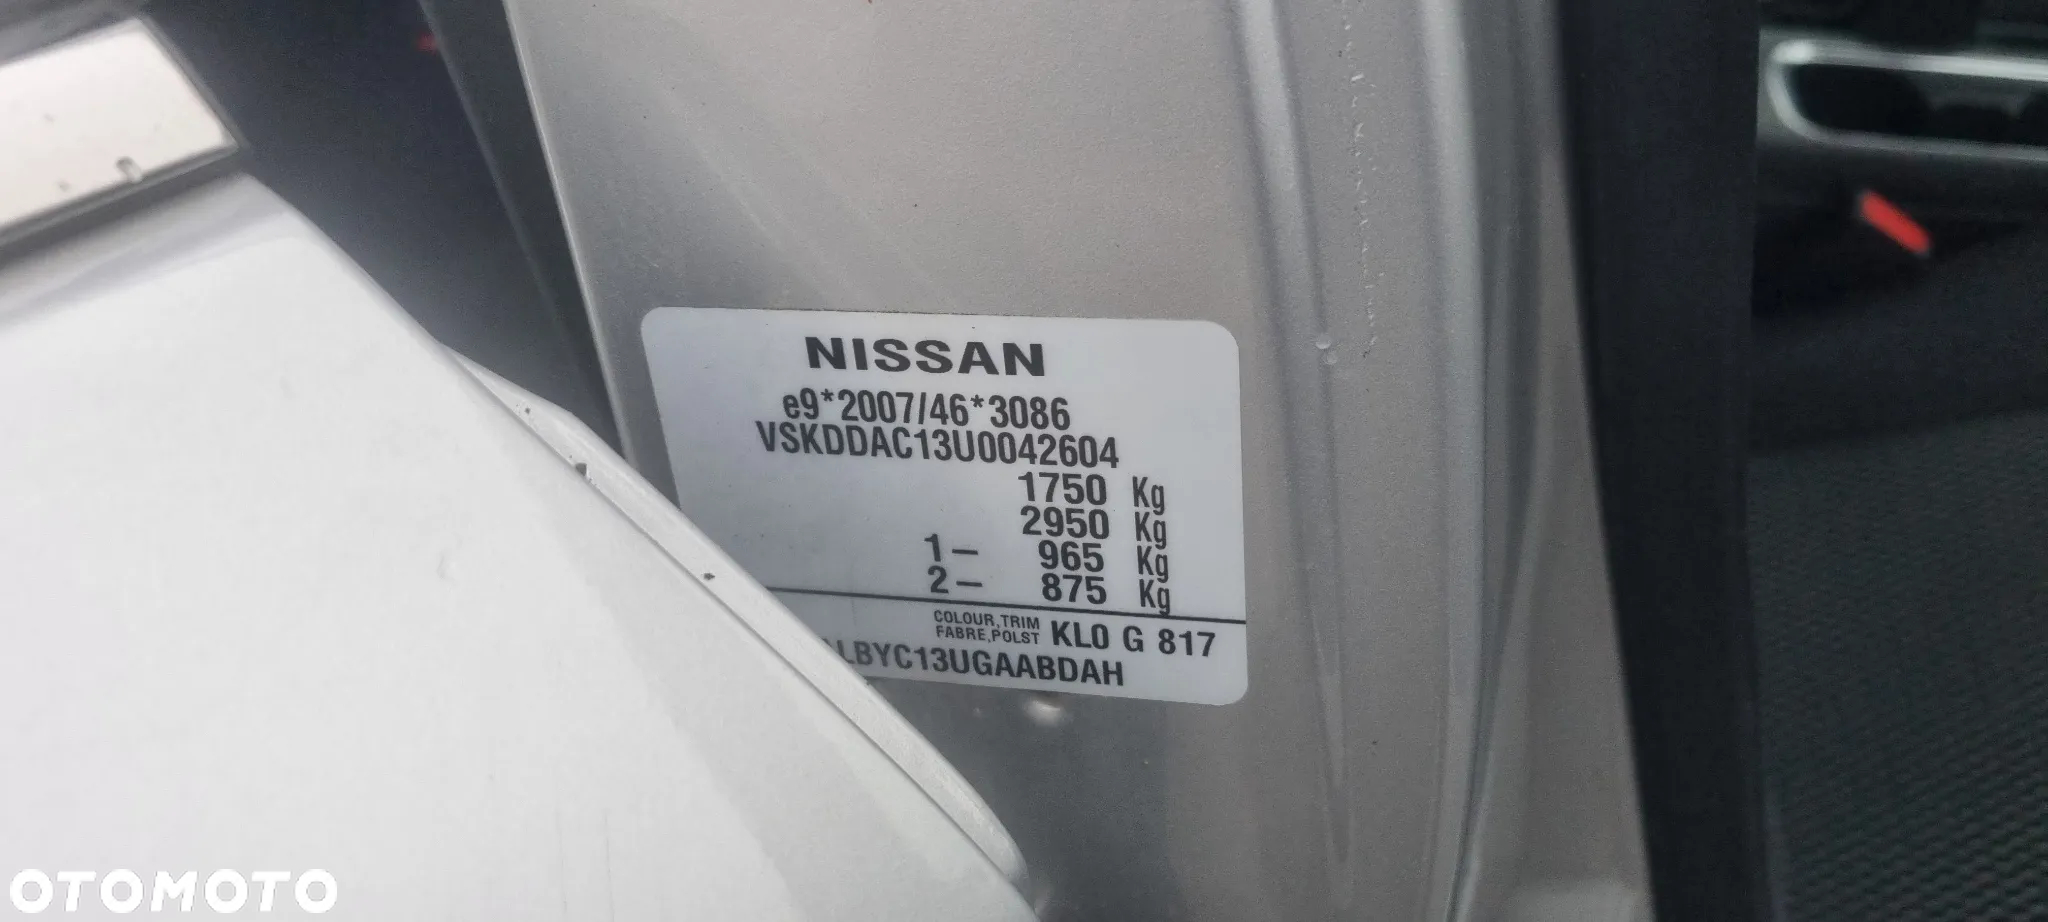 NISSAN
e9*2007/46*3086
VSKDDAC13U0042604
1750 Kg
2950 Kg
1- 965 Kg
2- 875 Kg
COLOUR,TRIM
FABRE,POLST KL0 G 817
LBYC13UGAABDAH
OTOMOTO